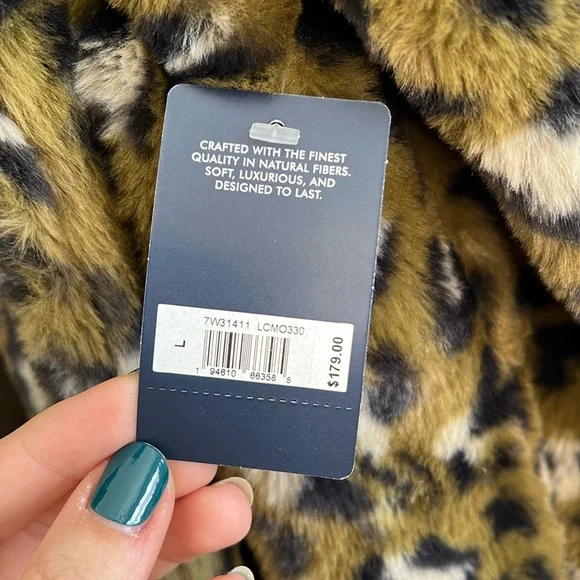 CRAFTED WITH THE FINEST
QUALITY IN NATURAL FIBERS.
SOFT, LUXURIOUS, AND
DESIGNED TO LAST.
7W31411 LCMO330
L
1 94610 66356 5
$179.00